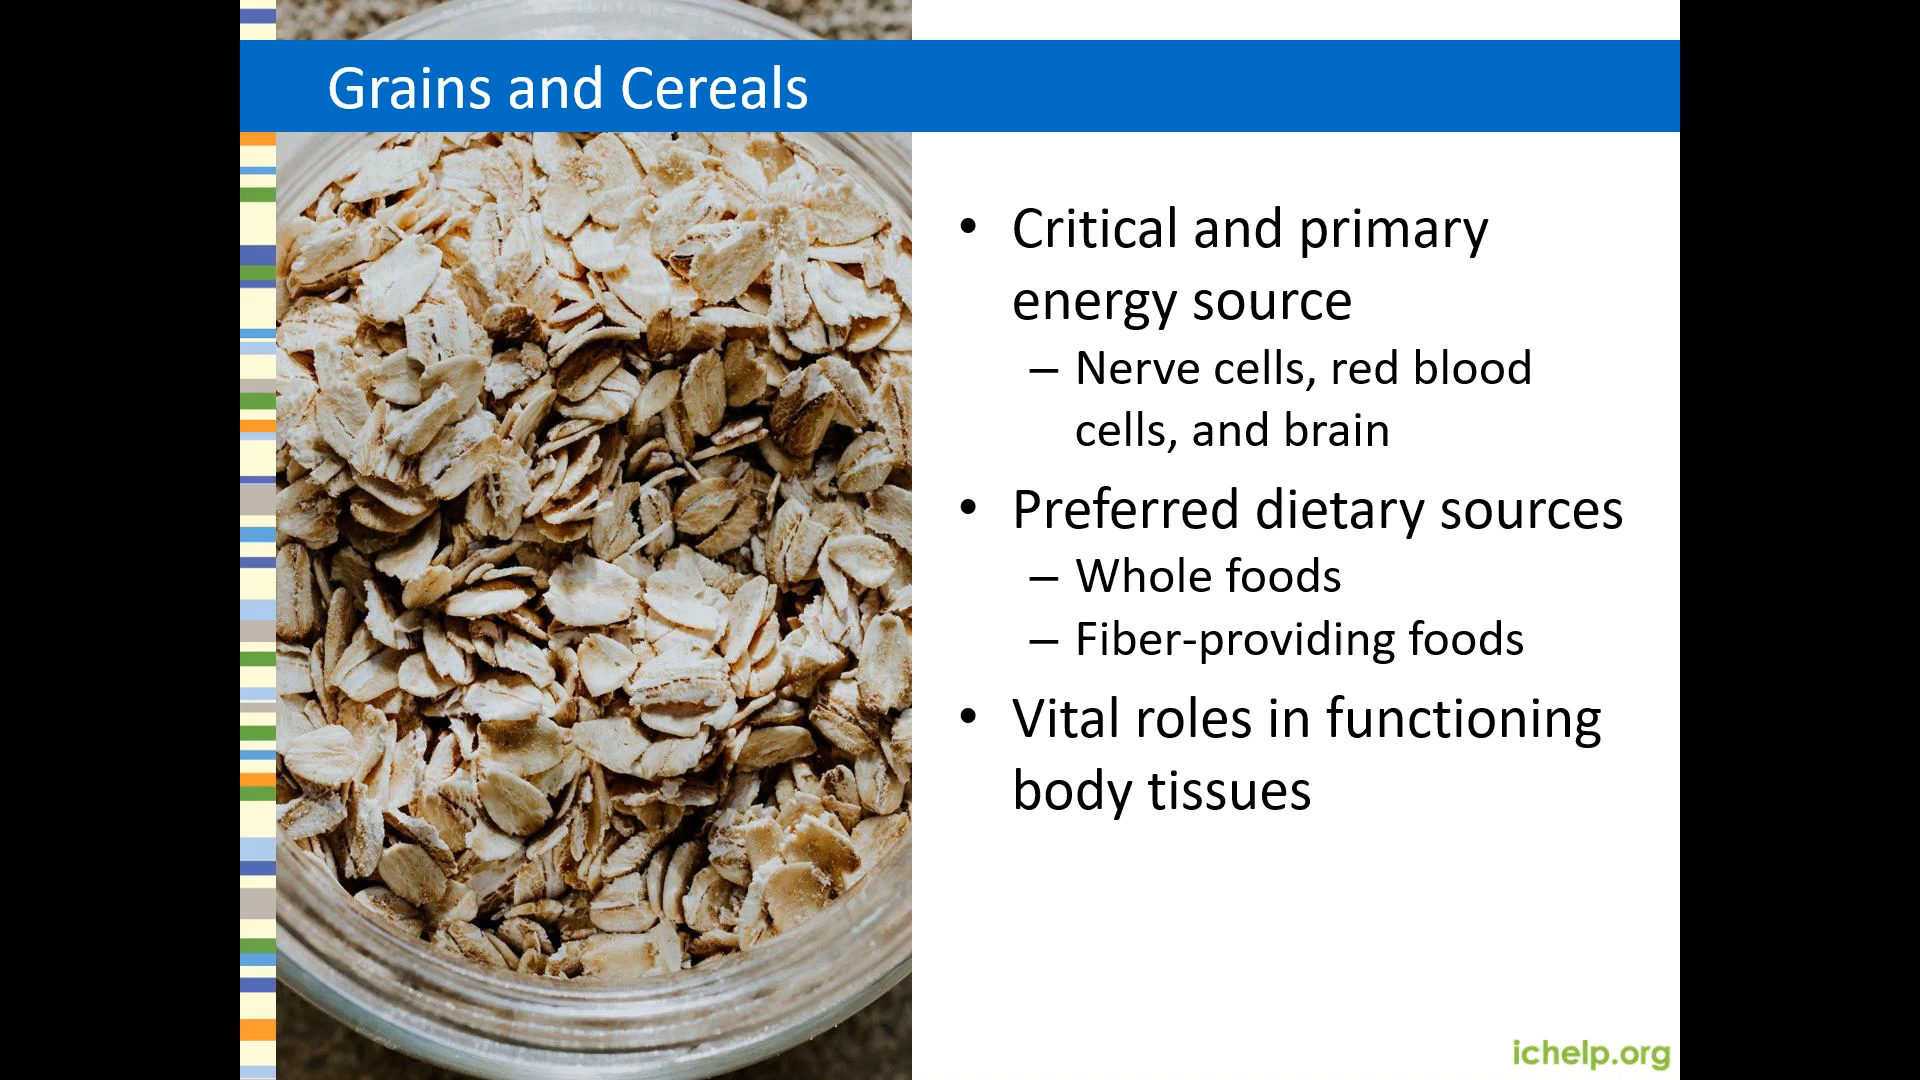 Grains and Cereals
• Critical and primary
energy source
– Nerve cells, red blood
cells, and brain
• Preferred dietary sources
– Whole foods
– Fiber-providing foods
• Vital roles in functioning
body tissues
ichelp.org